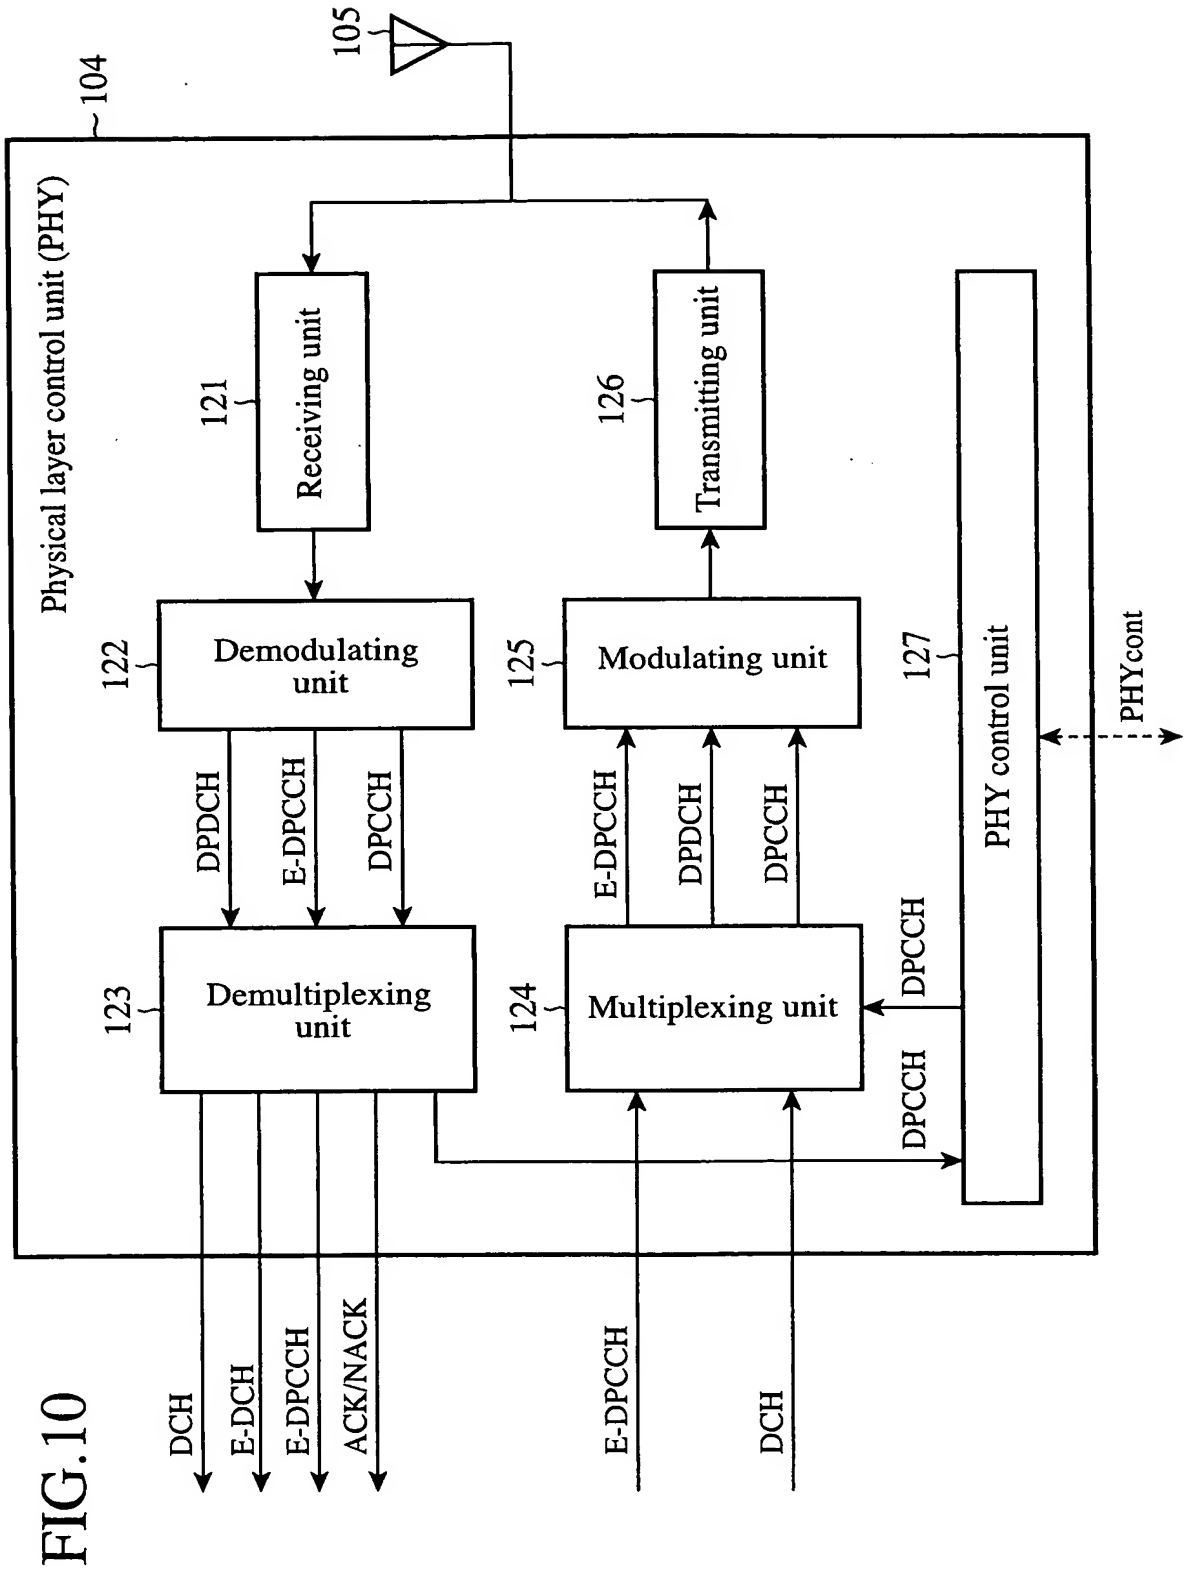 FIG.10
Physical layer control unit (PHY)
104
105
DCH
E-DCH
E-DPCCH
ACK/NACK
123
Demultiplexing
unit
DPDCH
E-DPCCH
DPCCH
122
Demodulating
unit
121
Receiving unit
E-DPCCH
DCH
124
Multiplexing unit
E-DPCCH
DPDCH
DPCCH
125
Modulating unit
126
Transmitting unit
DPCCH
DPCCH
127
PHY control unit
PHYcont